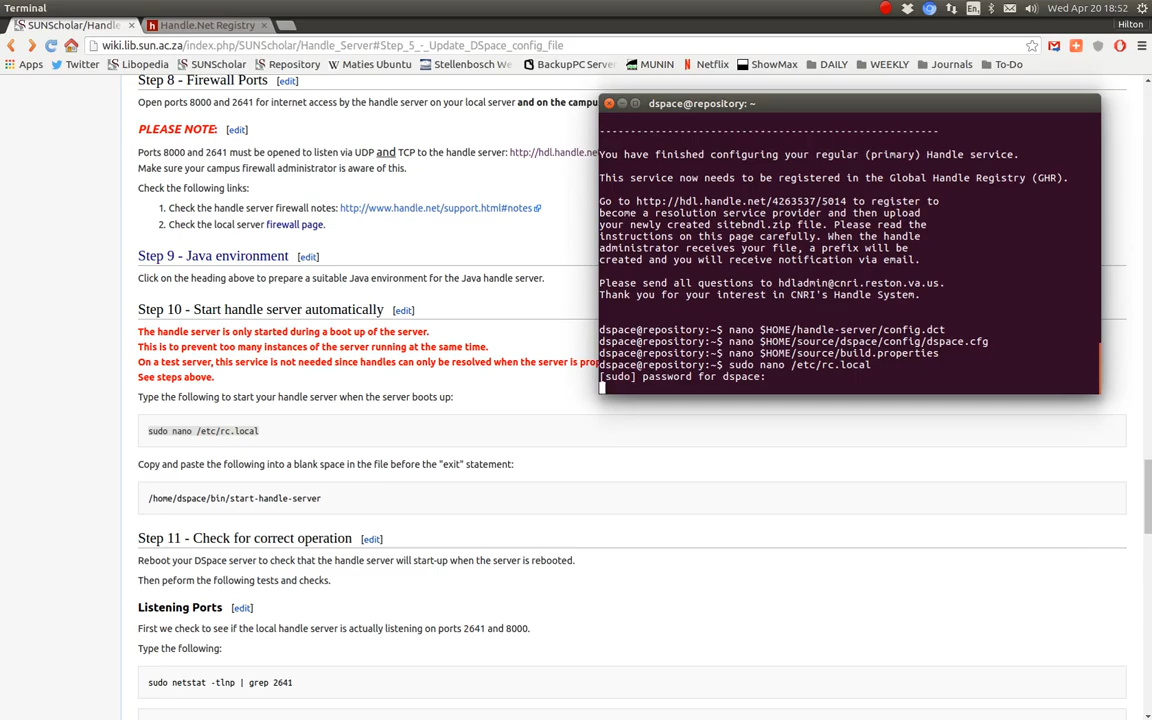 Terminal
En
Wed Apr 20 18:52
SUNScholar/Handle
Handle.Net Registry
Hilton
wiki.lib.sun.ac.za/index.php/SUNScholar/Handle_Server#Step_5_-_Update_DSpace_config_file
Apps Twitter Libopedia SUNScholar Repository Maties Ubuntu Stellenbosch We BackupPC Server MUNIN Netflix ShowMax DAILY WEEKLY Journals To-Do
Step 8 - Firewall Ports [edit]
Open ports 8000 and 2641 for internet access by the handle server on your local server and on the campu
PLEASE NOTE: [edit]
Ports 8000 and 2641 must be opened to listen via UDP and TCP to the handle server: http://hdl.handle.ne
Make sure your campus firewall administrator is aware of this.
Check the following links:
1. Check the handle server firewall notes: http://www.handle.net/support.html#notes
2. Check the local server firewall page.
Step 9 - Java environment [edit]
Click on the heading above to prepare a suitable Java environment for the Java handle server.
Step 10 - Start handle server automatically [edit]
The handle server is only started during a boot up of the server.
This is to prevent too many instances of the server running at the same time.
On a test server, this service is not needed since handles can only be resolved when the server is prop
See steps above.
Type the following to start your handle server when the server boots up:
sudo nano /etc/rc.local
Copy and paste the following into a blank space in the file before the "exit" statement:
/home/dspace/bin/start-handle-server
Step 11 - Check for correct operation [edit]
Reboot your DSpace server to check that the handle server will start-up when the server is rebooted.
Then peform the following tests and checks.
Listening Ports [edit]
First we check to see if the local handle server is actually listening on ports 2641 and 8000.
Type the following:
sudo netstat -tlnp | grep 2641
dspace@repository: ~
-------------------------------------------------------
You have finished configuring your regular (primary) Handle service.
This service now needs to be registered in the Global Handle Registry (GHR).
Go to http://hdl.handle.net/4263537/5014 to register to
become a resolution service provider and then upload
your newly created sitebndl.zip file. Please read the
instructions on this page carefully. When the handle
administrator receives your file, a prefix will be
created and you will receive notification via email.
Please send all questions to hdladmin@cnri.reston.va.us.
Thank you for your interest in CNRI's Handle System.
dspace@repository:~$ nano $HOME/handle-server/config.dct
dspace@repository:~$ nano $HOME/source/dspace/config/dspace.cfg
dspace@repository:~$ nano $HOME/source/build.properties
dspace@repository:~$ sudo nano /etc/rc.local
[sudo] password for dspace: